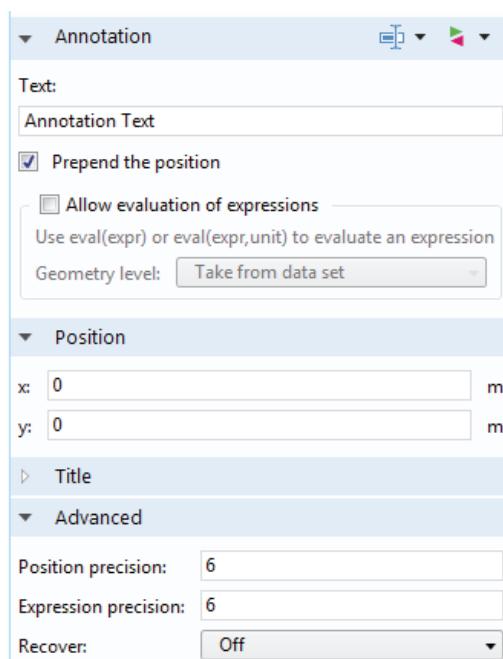 Annotation
Text:
Annotation Text
Prepend the position
Allow evaluation of expressions
Use eval(expr) or eval(expr,unit) to evaluate an expression
Geometry level: Take from data set
Position
x: 0 m
y: 0 m
Title
Advanced
Position precision: 6
Expression precision: 6
Recover: Off